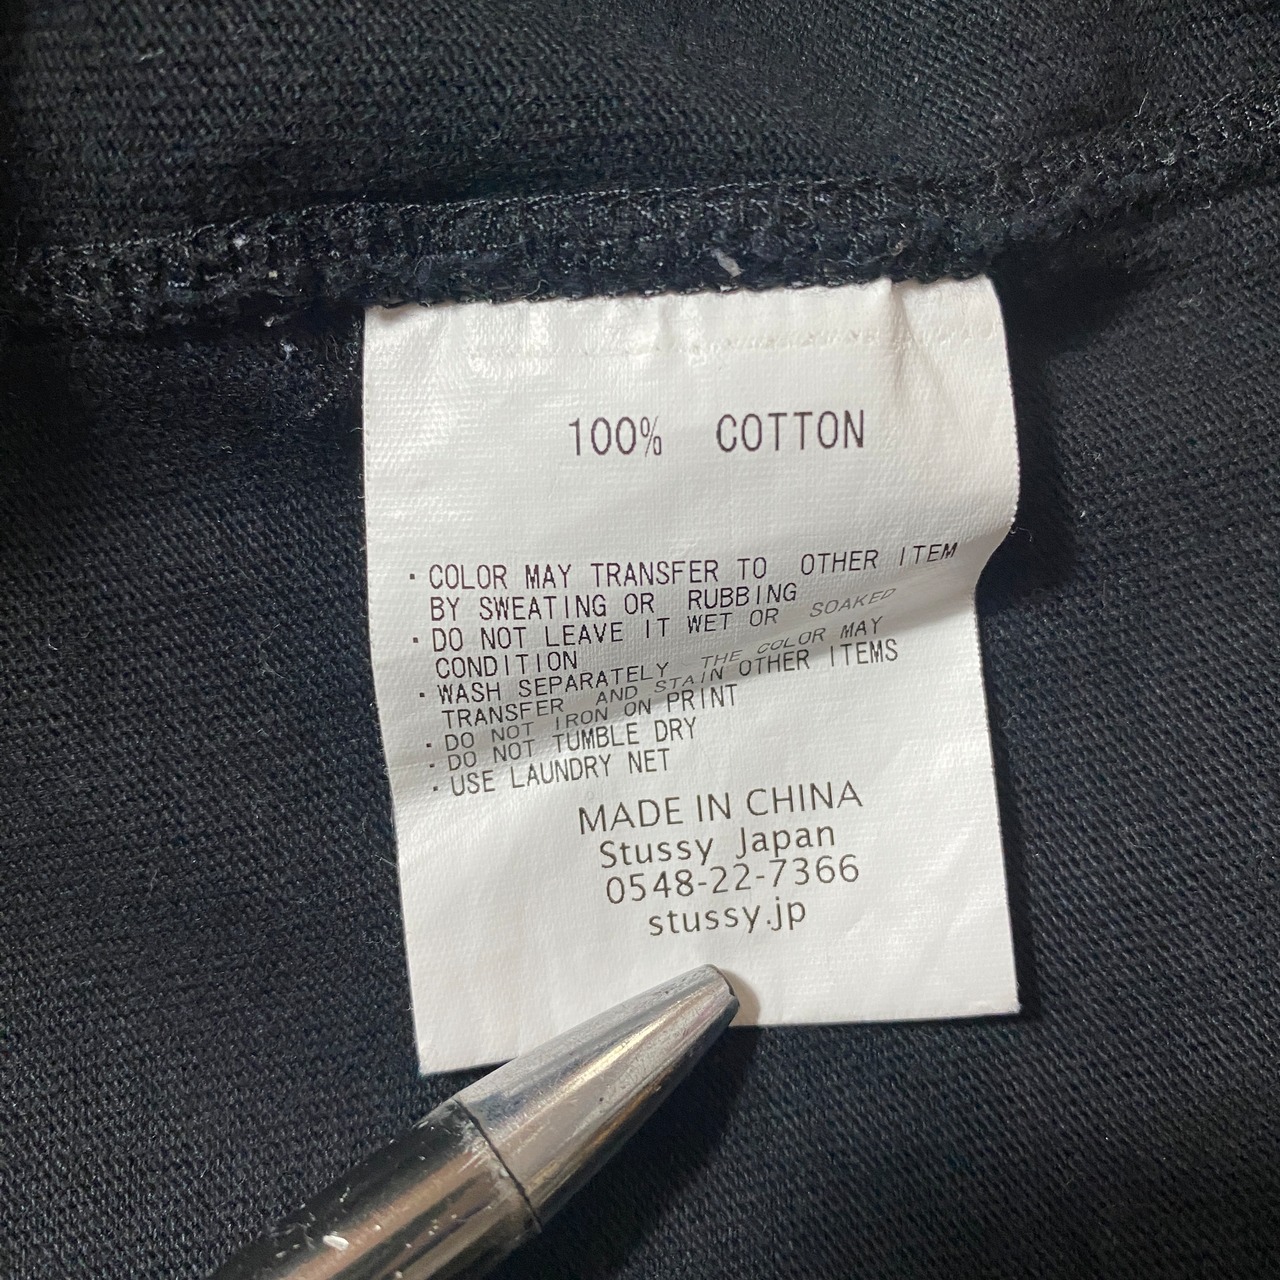 100% COTTON
・COLOR MAY TRANSFER TO OTHER ITEM
BY SWEATING OR RUBBING
・DO NOT LEAVE IT WET OR SOAKED
CONDITION
・WASH SEPARATELY THE COLOR MAY
TRANSFER AND STAIN OTHER ITEMS
・DO NOT IRON ON PRINT
・DO NOT TUMBLE DRY
・USE LAUNDRY NET
MADE IN CHINA
Stussy Japan
0548-22-7366
stussy.jp